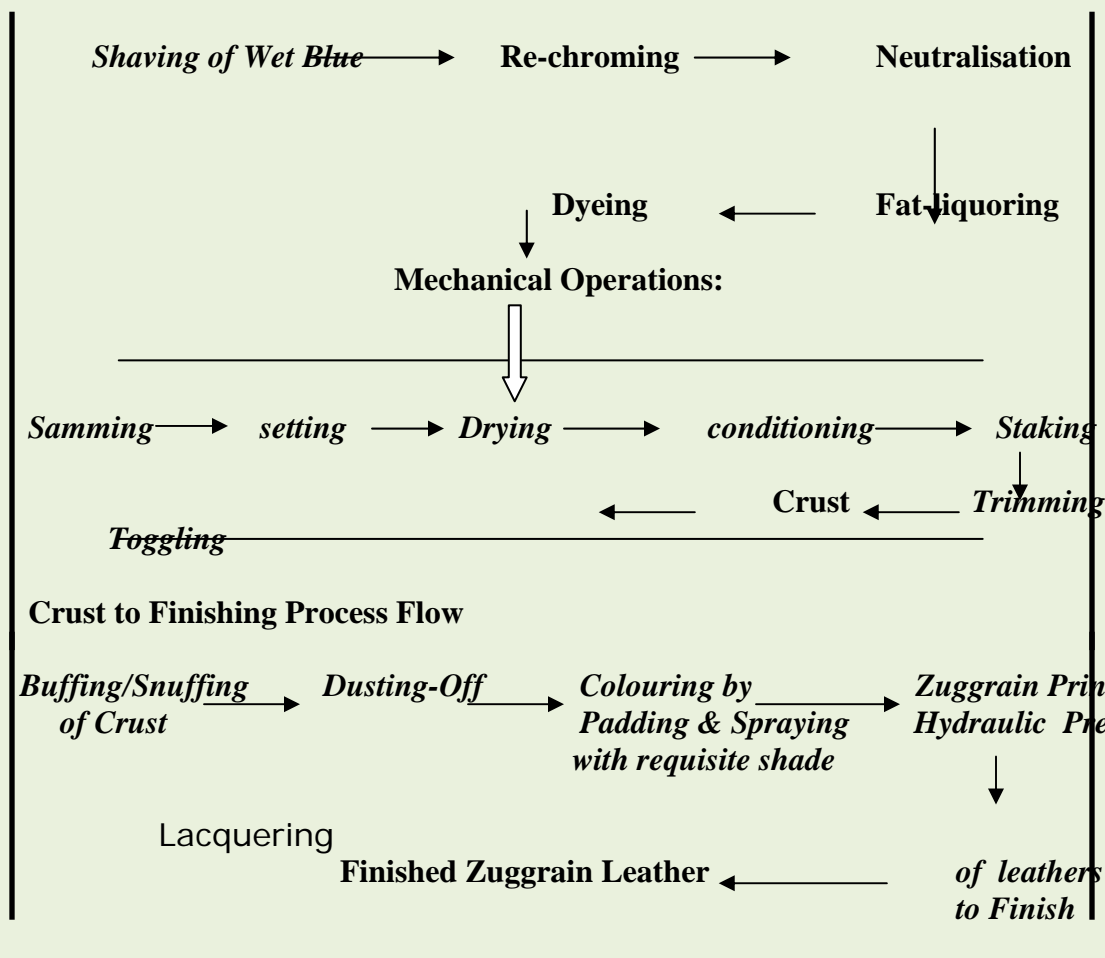 Shaving of Wet Blue Re-chroming Neutralisation
Dyeing Fat-liquoring
Mechanical Operations:
Samming setting Drying conditioning Staking
Crust Trimming
Toggling
Crust to Finishing Process Flow
Buffing/Snuffing Dusting-Off Colouring by Zuggrain
of Crust Padding & Spraying Hydraulic
with requisite shade
Lacquering
Finished Zuggrain Leather of leathers
to Finish